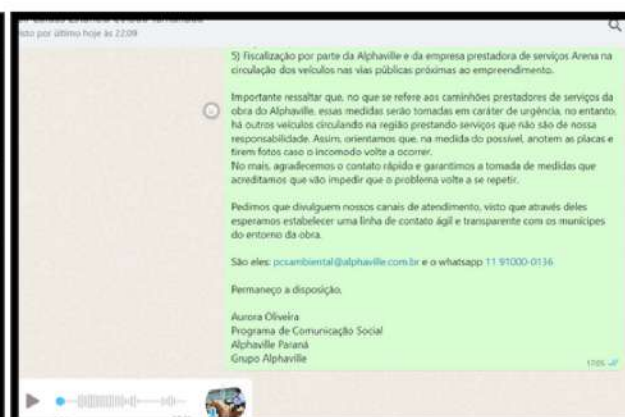 visto por último hoje às 22:09
5) Fiscalização por parte da Alphaville e da empresa prestadora de serviços Arena na
circulação dos veículos nas vias públicas próximas ao empreendimento.
Importante ressaltar que, no que se refere aos caminhões prestadores de serviços da
obra do Alphaville, essas medidas serão tomadas em caráter de urgência, no entanto,
há outros veículos circulando na região prestando serviços que não são de nossa
responsabilidade. Assim, orientamos que, na medida do possível, anotem as placas e
tirem fotos caso o incomodo volte a ocorrer.
No mais, agradecemos o contato rápido e garantimos a tomada de medidas que
acreditamos que vão impedir que o problema volte a se repetir.
Pedimos que divulguem nossos canais de atendimento, visto que através deles
esperamos estabelecer uma linha de contato ágil e transparente com os munícipes
do entorno da obra.
São eles: pcsambiental@alphaville.com.br e o whatsapp 11 91000-0136
Permaneço a disposição,
Aurora Oliveira
Programa de Comunicação Social
Alphaville Paraná
Grupo Alphaville
17:05